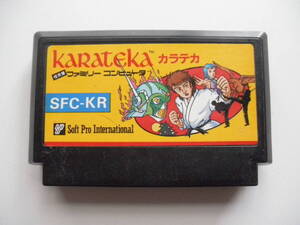 KARATEKA™ カラテカ
ファミリー コンピュータ
SFC-KR
Soft Pro International